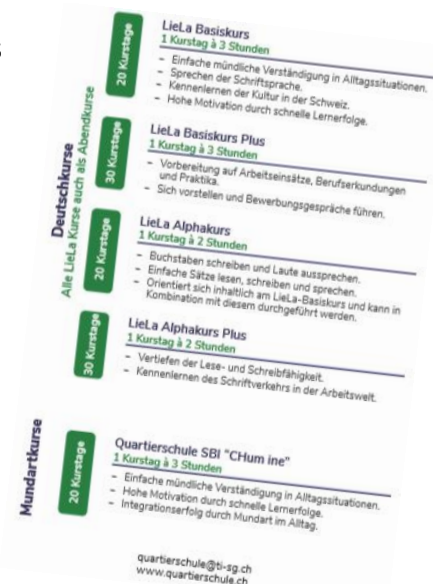 Deutschkurse
Alle LieLa Kurse auch als Abendkurse
20 Kurstage
LieLa Basiskurs
1 Kurstag à 3 Stunden
- Einfache mündliche Verständigung in Alltagssituationen.
- Sprechen der Schriftsprache.
- Kennenlernen der Kultur in der Schweiz.
- Hohe Motivation durch schnelle Lernerfolge.
30 Kurstage
LieLa Basiskurs Plus
1 Kurstag à 3 Stunden
- Vorbereitung auf Arbeitseinsätze, Berufserkundungen
und Praktika.
- Sich vorstellen und Bewerbungsgespräche führen.
20 Kurstage
LieLa Alphakurs
1 Kurstag à 2 Stunden
- Buchstaben schreiben und Laute aussprechen.
- Einfache Sätze lesen, schreiben und sprechen.
- Orientiert sich inhaltlich am LieLa-Basiskurs und kann in
Kombination mit diesem durchgeführt werden.
30 Kurstage
LieLa Alphakurs Plus
1 Kurstag à 2 Stunden
- Vertiefen der Lese- und Schreibfähigkeit.
- Kennenlernen des Schriftverkehrs in der Arbeitswelt.
Mundartkurse
20 Kurstage
Quartierschule SBI "CHum ine"
1 Kurstag à 3 Stunden
- Einfache mündliche Verständigung in Alltagssituationen.
- Hohe Motivation durch schnelle Lernerfolge.
- Integrationserfolg durch Mundart im Alltag.
quartierschule@ti-sg.ch
www.quartierschule.ch